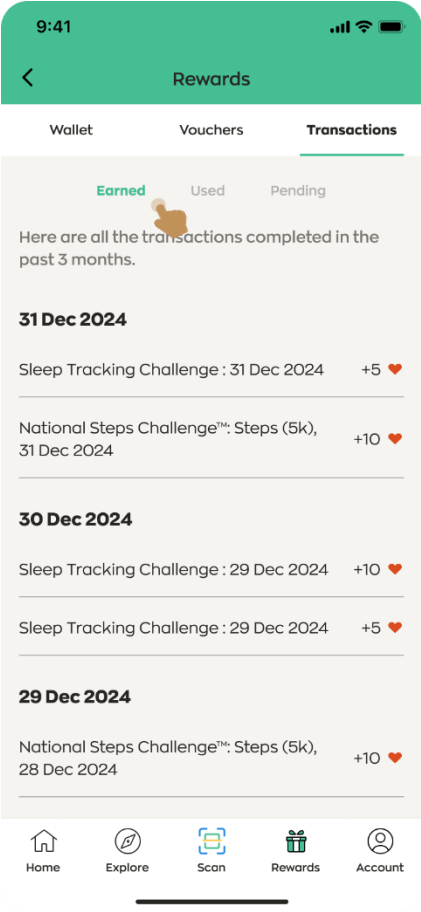 9:41
Rewards
Wallet Vouchers Transactions
Earned Used Pending
Here are all the transactions completed in the
past 3 months.
31 Dec 2024
Sleep Tracking Challenge : 31 Dec 2024 +5
National Steps Challenge™: Steps (5k),
31 Dec 2024 +10
30 Dec 2024
Sleep Tracking Challenge : 29 Dec 2024 +10
Sleep Tracking Challenge : 29 Dec 2024 +5
29 Dec 2024
National Steps Challenge™: Steps (5k),
28 Dec 2024 +10
Home Explore Scan Rewards Account